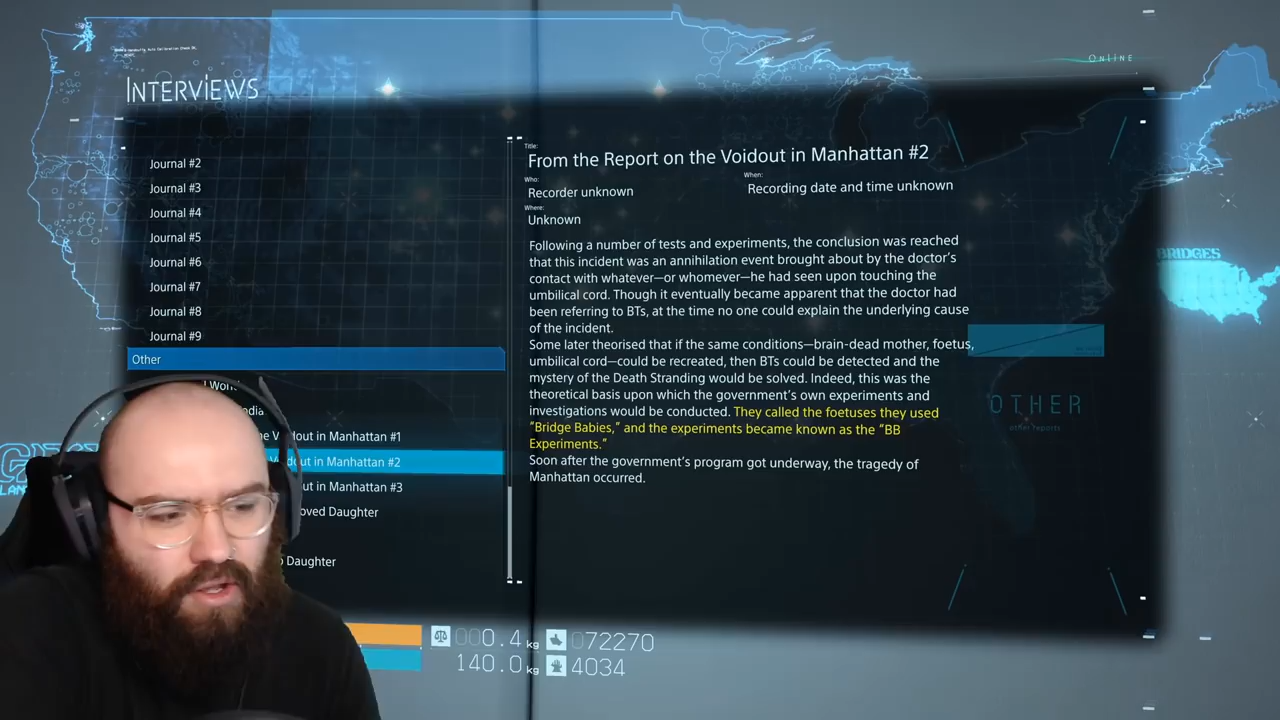 ONLINE
INTERVIEWS
Journal #2
Journal #3
Journal #4
Journal #5
Journal #6
Journal #7
Journal #8
Journal #9
Other
Voidout in Manhattan #1
Voidout in Manhattan #2
out in Manhattan #3
oved Daughter
Daughter
Title:
From the Report on the Voidout in Manhattan #2
Who:
Recorder unknown
When:
Recording date and time unknown
Where:
Unknown
Following a number of tests and experiments, the conclusion was reached
that this incident was an annihilation event brought about by the doctor's
contact with whatever—or whomever—he had seen upon touching the
umbilical cord. Though it eventually became apparent that the doctor had
been referring to BTs, at the time no one could explain the underlying cause
of the incident.
Some later theorised that if the same conditions—brain-dead mother, foetus,
umbilical cord—could be recreated, then BTs could be detected and the
mystery of the Death Stranding would be solved. Indeed, this was the
theoretical basis upon which the government's own experiments and
investigations would be conducted. They called the foetuses they used
"Bridge Babies," and the experiments became known as the "BB
Experiments."
Soon after the government's program got underway, the tragedy of
Manhattan occurred.
BRIDGES
OTHER
other reports
000.4 kg
072270
140.0 kg
4034